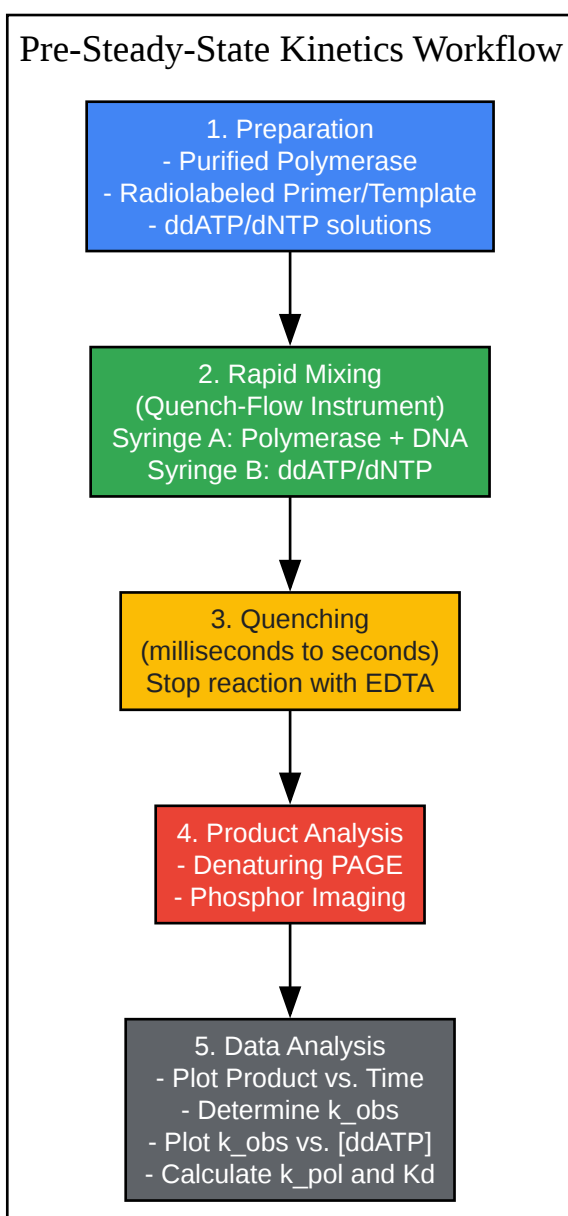 Pre-Steady-State Kinetics Workflow
1. Preparation
- Purified Polymerase
- Radiolabeled Primer/Template
- ddATP/dNTP solutions
2. Rapid Mixing
(Quench-Flow Instrument)
Syringe A: Polymerase + DNA
Syringe B: ddATP/dNTP
3. Quenching
(milliseconds to seconds)
Stop reaction with EDTA
4. Product Analysis
- Denaturing PAGE
- Phosphor Imaging
5. Data Analysis
- Plot Product vs. Time
- Determine k_obs
- Plot k_obs vs. [ddATP]
- Calculate k_pol and Kd